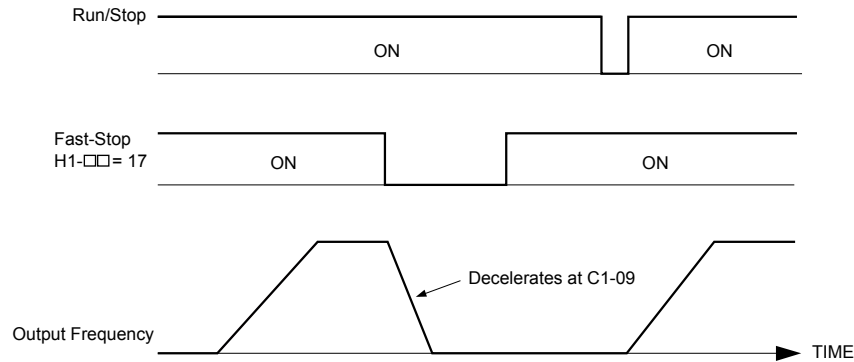 Run/Stop
ON
ON
Fast-Stop
H1-□□= 17
ON
ON
Decelerates at C1-09
Output Frequency
TIME